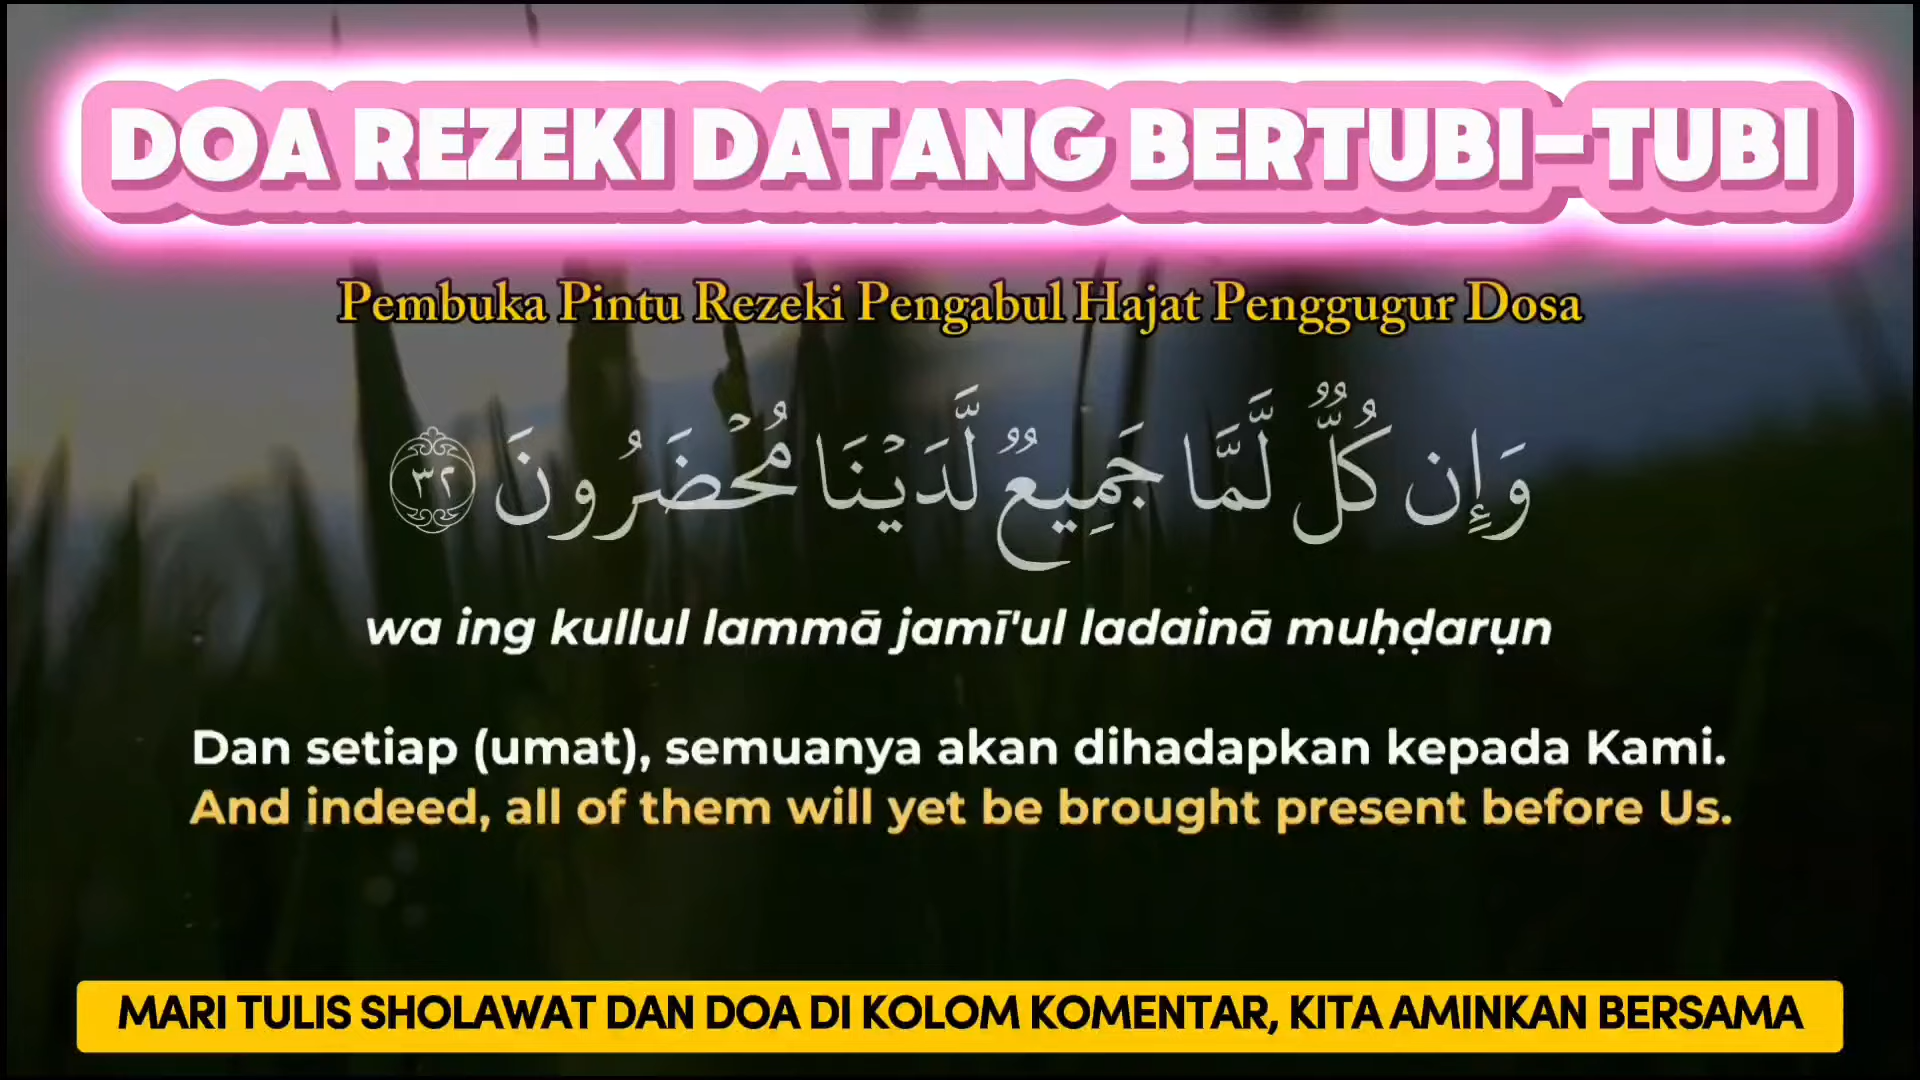 DOA REZEKI DATANG BERTUBI-TUBI
Pembuka Pintu Rezeki Pengabul Hajat Penggugur Dosa
وَإِن كُلٌّ لَّمَّا جَمِيعٌ لَّدَيْنَا مُحْضَرُونَ ٣٢
wa ing kullul lammā jamī'ul ladainā muḥḍarụn
Dan setiap (umat), semuanya akan dihadapkan kepada Kami.
And indeed, all of them will yet be brought present before Us.
MARI TULIS SHOLAWAT DAN DOA DI KOLOM KOMENTAR, KITA AMINKAN BERSAMA